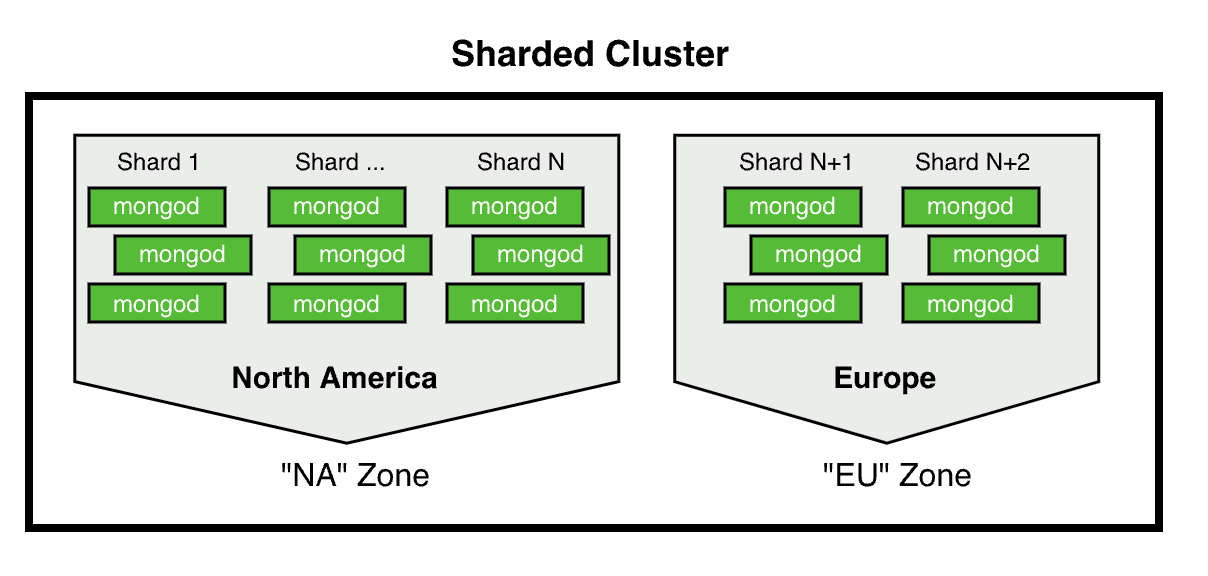 Sharded Cluster
Shard 1 Shard ... Shard N Shard N+1 Shard N+2
mongod mongod mongod mongod mongod
mongod mongod mongod mongod mongod
mongod mongod mongod mongod mongod
North America Europe
"NA" Zone "EU" Zone